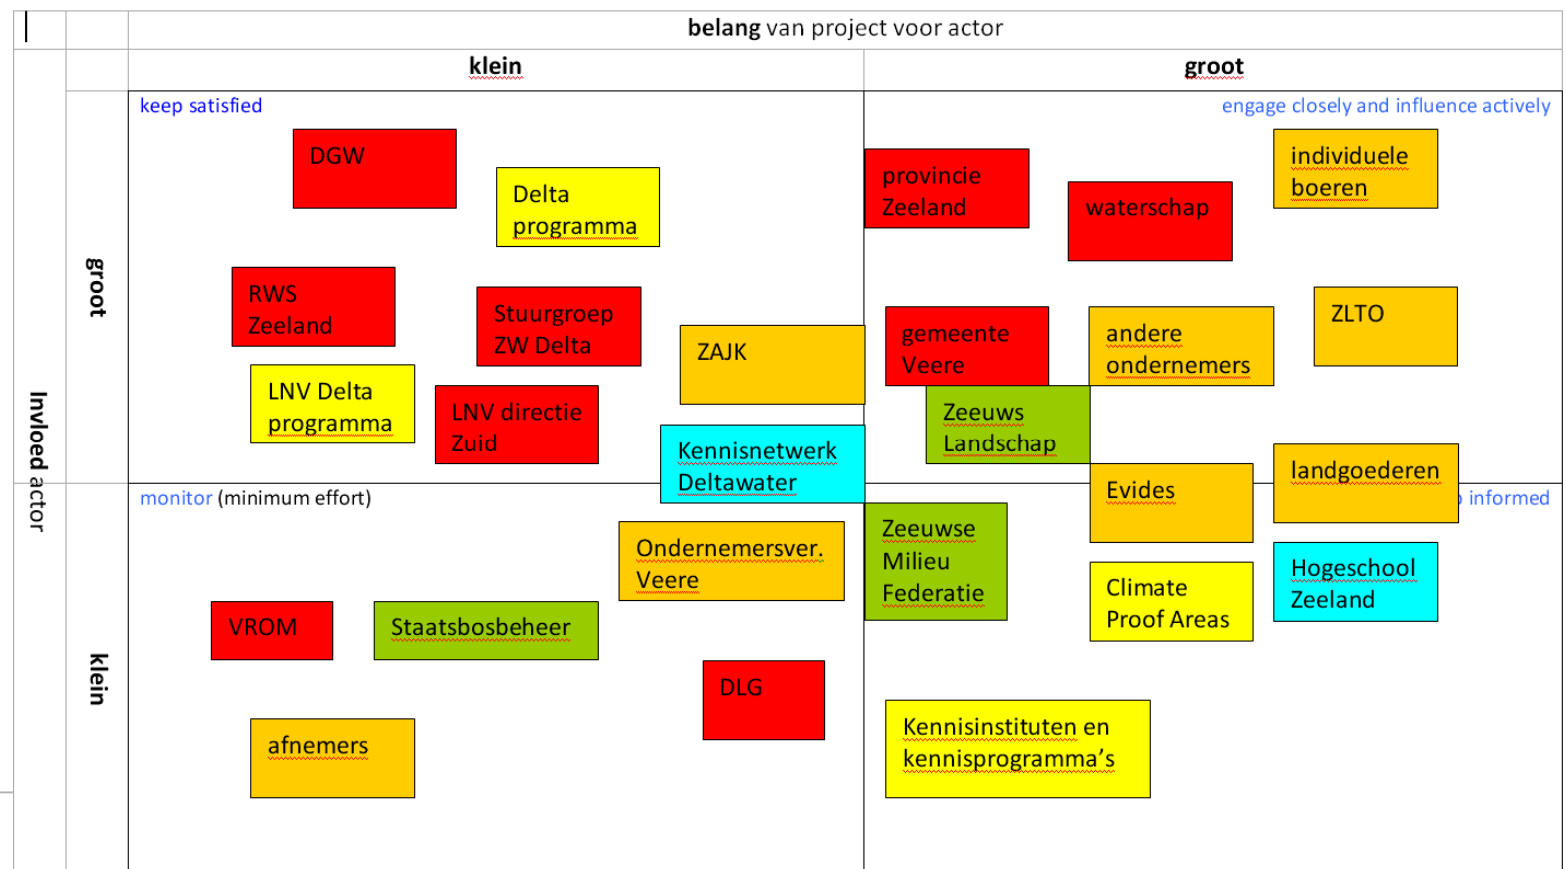 belang van project voor actor
klein
groot
Invloed actor
groot
keep satisfied
engage closely and influence actively
DGW
Delta
programma
provincie
Zeeland
waterschap
individuele
boeren
RWS
Zeeland
Stuurgroep
ZW Delta
ZAJK
gemeente
Veere
andere
ondernemers
ZLTO
LNV Delta
programma
LNV directie
Zuid
Kennisnetwerk
Deltawater
Zeeuws
Landschap
Evides
landgoederen
klein
monitor (minimum effort)
informed
Ondernemersver.
Veere
Zeeuwse
Milieu
Federatie
Climate
Proof Areas
Hogeschool
Zeeland
VROM
Staatsbosbeheer
DLG
afnemers
Kennisinstituten en
kennisprogramma's